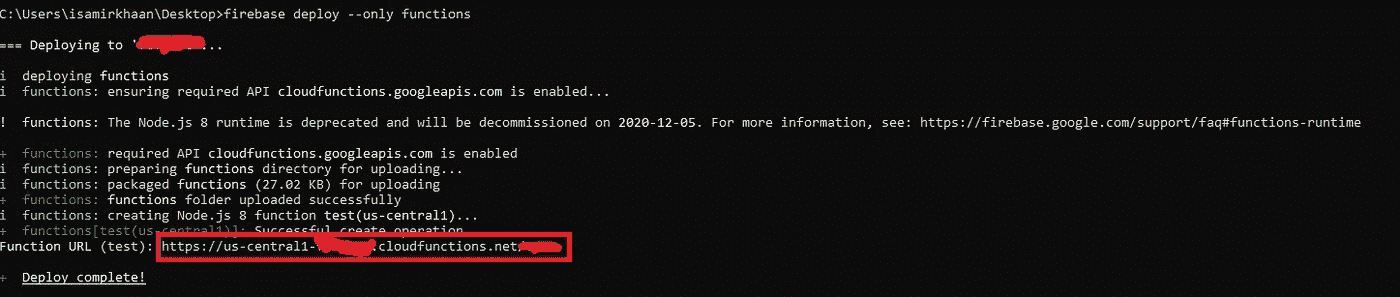 C:\Users\isamirkhaan\Desktop>firebase deploy --only functions
=== Deploying to '...
i  deploying functions
i  functions: ensuring required API cloudfunctions.googleapis.com is enabled...
!  functions: The Node.js 8 runtime is deprecated and will be decommissioned on 2020-12-05. For more information, see: https://firebase.google.com/support/faq#functions-runtime
+  functions: required API cloudfunctions.googleapis.com is enabled
i  functions: preparing functions directory for uploading...
i  functions: packaged functions (27.02 KB) for uploading
+  functions: functions folder uploaded successfully
i  functions: creating Node.js 8 function test(us-central1)...
+  functions[test(us-central1)]: Successful create operation.
Function URL (test): https://us-central1-.cloudfunctions.net/
+  Deploy complete!